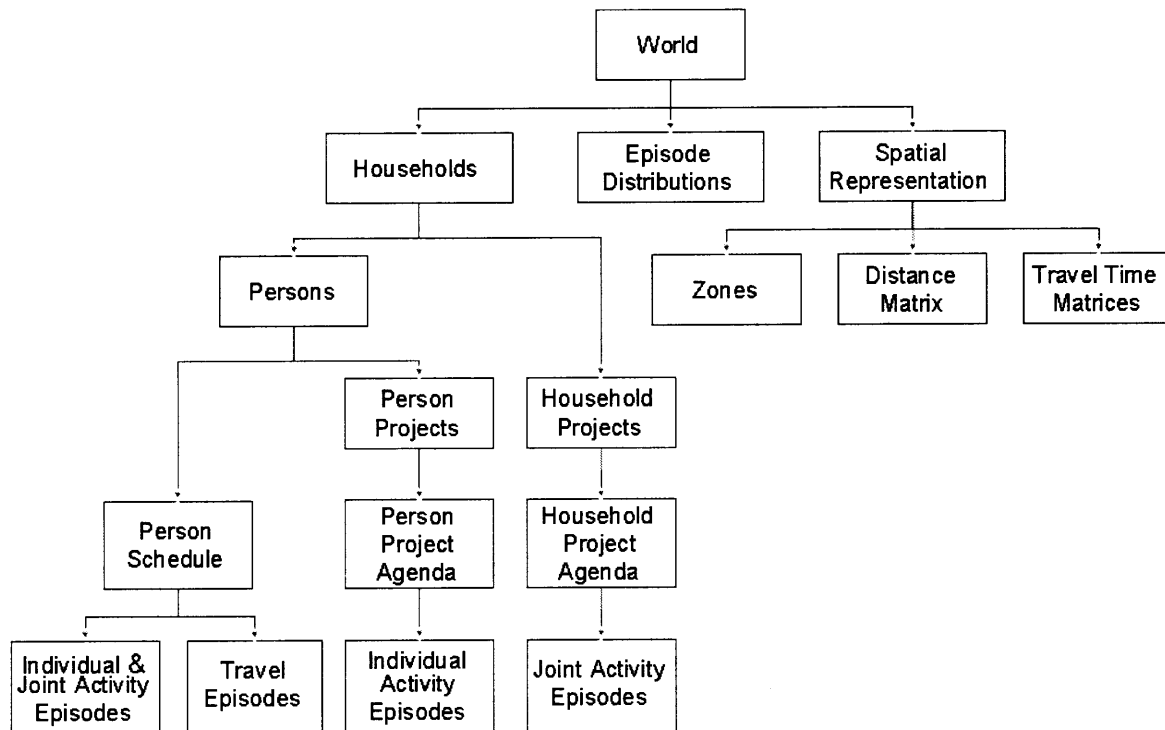 World
Households
Episode
Distributions
Spatial
Representation
Persons
Zones
Distance
Matrix
Travel Time
Matrices
Person
Projects
Household
Projects
Person
Schedule
Person
Project
Agenda
Household
Project
Agenda
Individual &
Joint Activity
Episodes
Travel
Episodes
Individual
Activity
Episodes
Joint Activity
Episodes